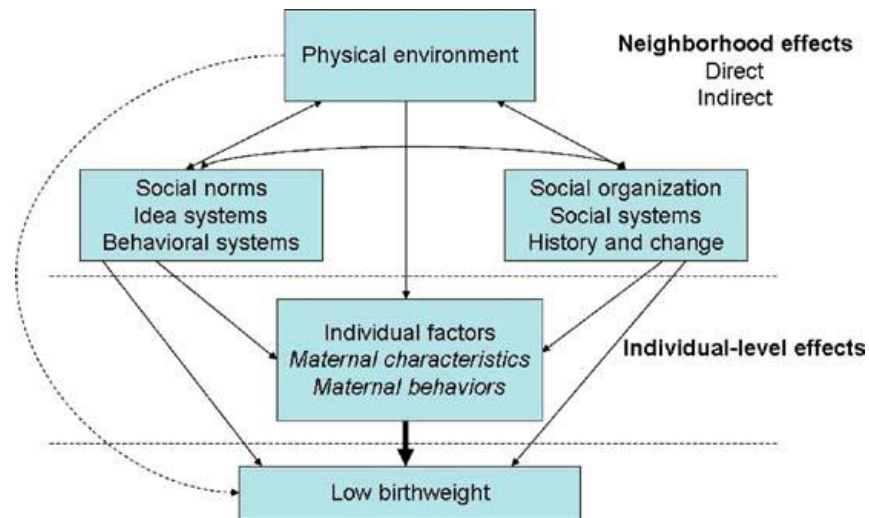 Physical environment
Neighborhood effects
Direct
Indirect
Social norms
Idea systems
Behavioral systems
Social organization
Social systems
History and change
Individual factors
Maternal characteristics
Maternal behaviors
Individual-level effects
Low birthweight